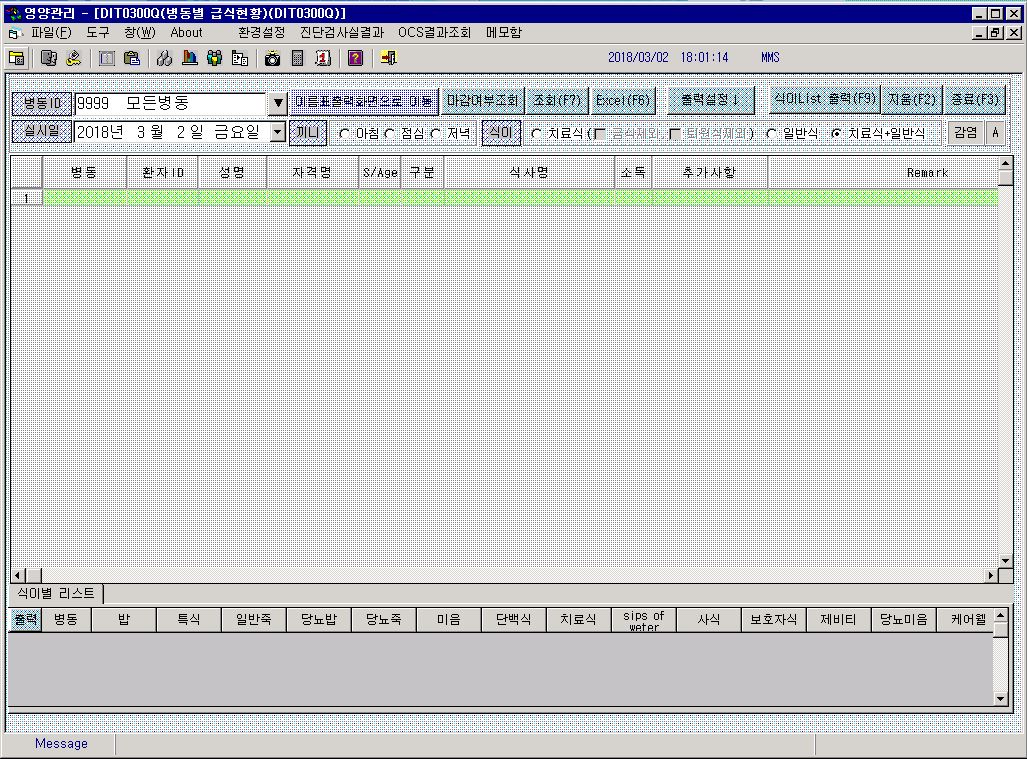 영양관리 - [DIT0300Q(병동별 급식현황)(DIT0300Q)]
파일(F) 도구 창(W) About 환경설정 진단검사실결과 OCS결과조회 메모함
2018/03/02 18:01:14 MMS
병동ID 9999 모든병동 이름표출력화면으로 이동 마감여부조회 조회(F7) Excel(F6) 출력설정↓ 식이List 출력(F9) 지움(F2) 종료(F3)
실시일 2018년 3월 2일 금요일 끼니 아침 점심 저녁 식이 치료식 (금식제외 퇴원식제외) 일반식 치료식+일반식 감염 A
병동 환자ID 성명 자격명 S/Age 구분 식사명 소독 추가사항 Remark
1
식이별 리스트
출력 병동 밥 특식 일반죽 당뇨밥 당뇨죽 미음 단백식 치료식 sips of weter 사식 보호자식 제비티 당뇨미음 케어웰
Message